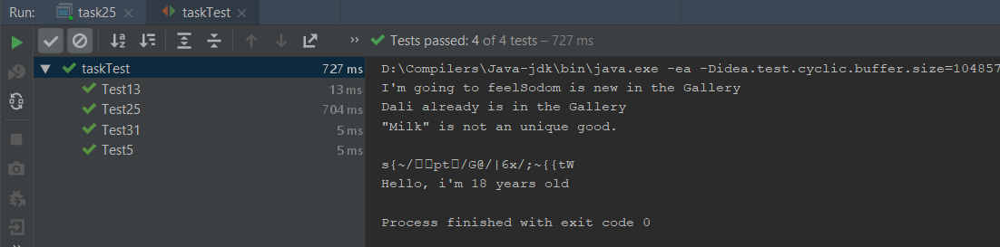 Run: task25 × taskTest ×
» Tests passed: 4 of 4 tests – 727 ms
taskTest 727 ms
Test13 13 ms
Test25 704 ms
Test31 5 ms
Test5 5 ms
D:\Compilers\Java-jdk\bin\java.exe -ea -Didea.test.cyclic.buffer.size=104857
I'm going to feelSodom is new in the Gallery
Dali already is in the Gallery
"Milk" is not an unique good.
s{~/▯▯pt▯/G@/|6x/;~{{tW
Hello, i'm 18 years old
Process finished with exit code 0